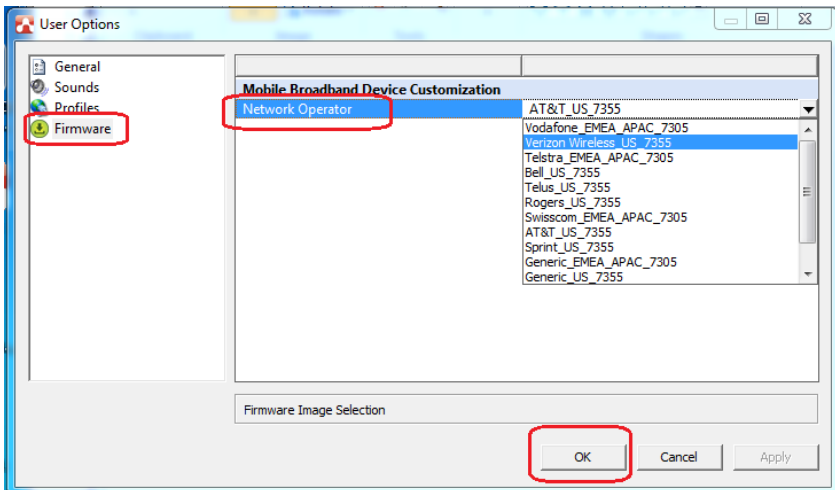 User Options
General
Sounds
Profiles
Firmware
Mobile Broadband Device Customization
Network Operator AT&T_US_7355
Vodafone_EMEA_APAC_7305
Verizon Wireless_US_7355
Telstra_EMEA_APAC_7305
Bell_US_7355
Telus_US_7355
Rogers_US_7355
Swisscom_EMEA_APAC_7305
AT&T_US_7355
Sprint_US_7355
Generic_EMEA_APAC_7305
Generic_US_7355
Firmware Image Selection
OK Cancel Apply